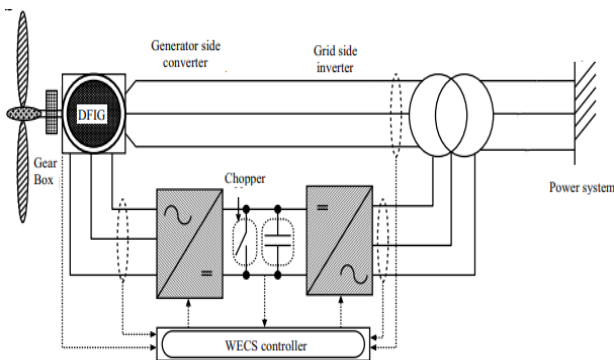 Generator side
converter
Grid side
inverter
DFIG
Gear
Box
Chopper
Power system
WECS controller